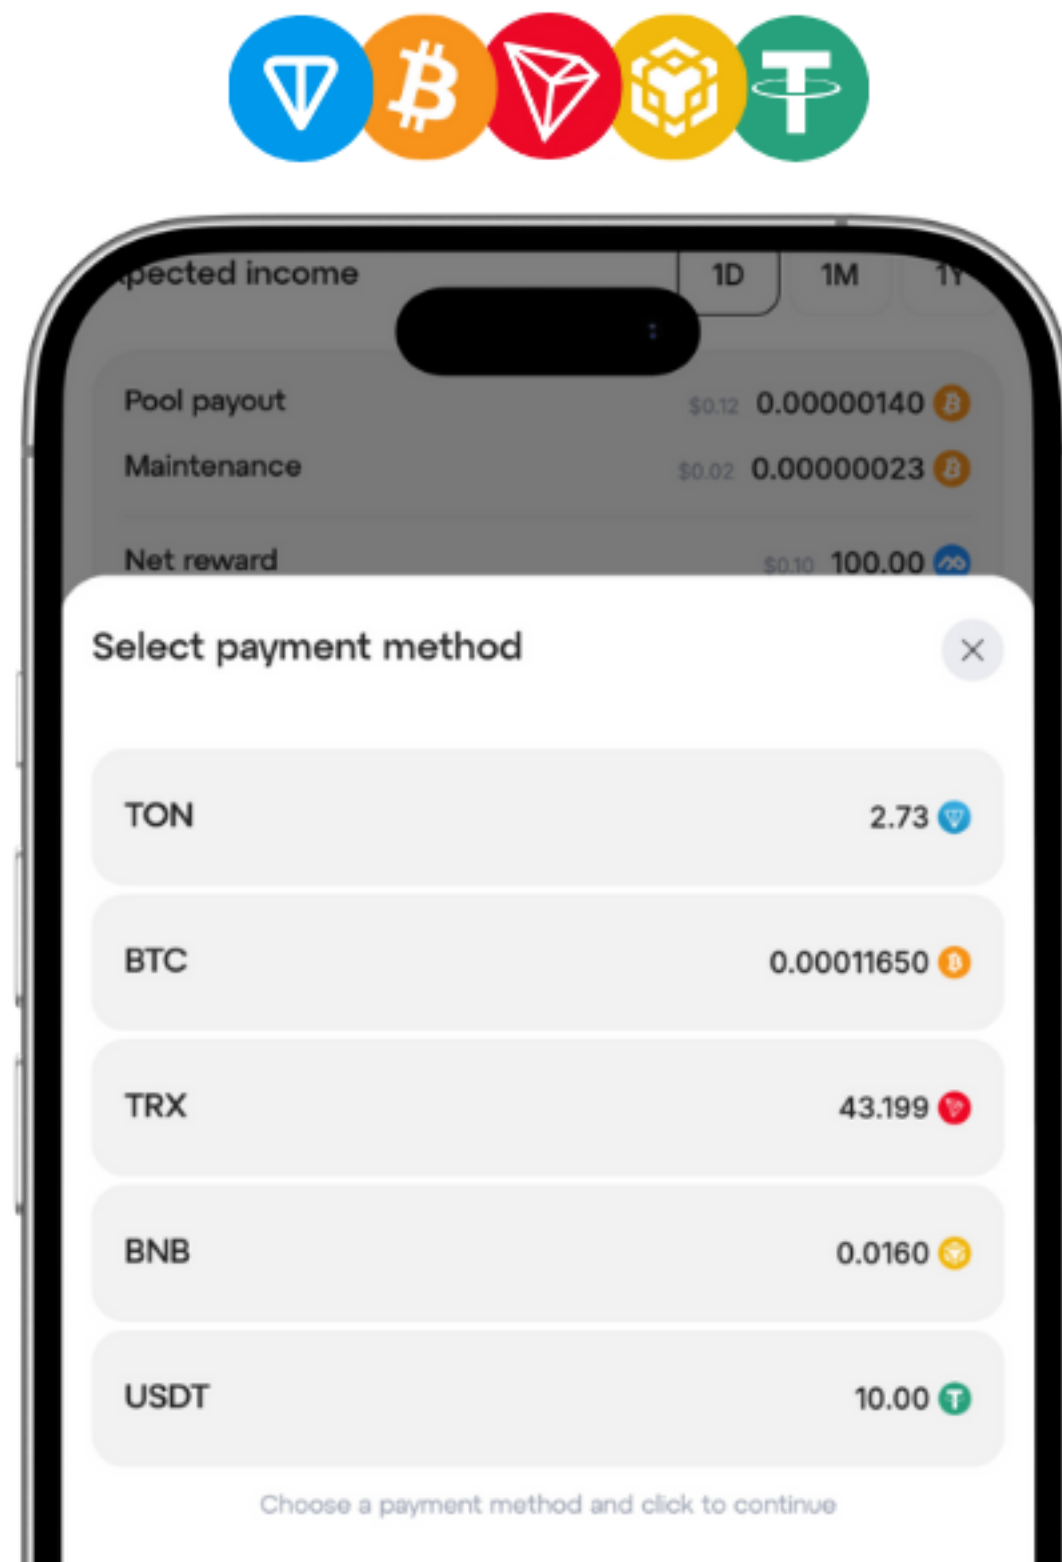 pected income 1D 1M 1Y
Pool payout $0.12 0.00000140
Maintenance $0.02 0.00000023
Net reward $0.10 100.00
Select payment method
TON 2.73
BTC 0.00011650
TRX 43.199
BNB 0.0160
USDT 10.00
Choose a payment method and click to continue